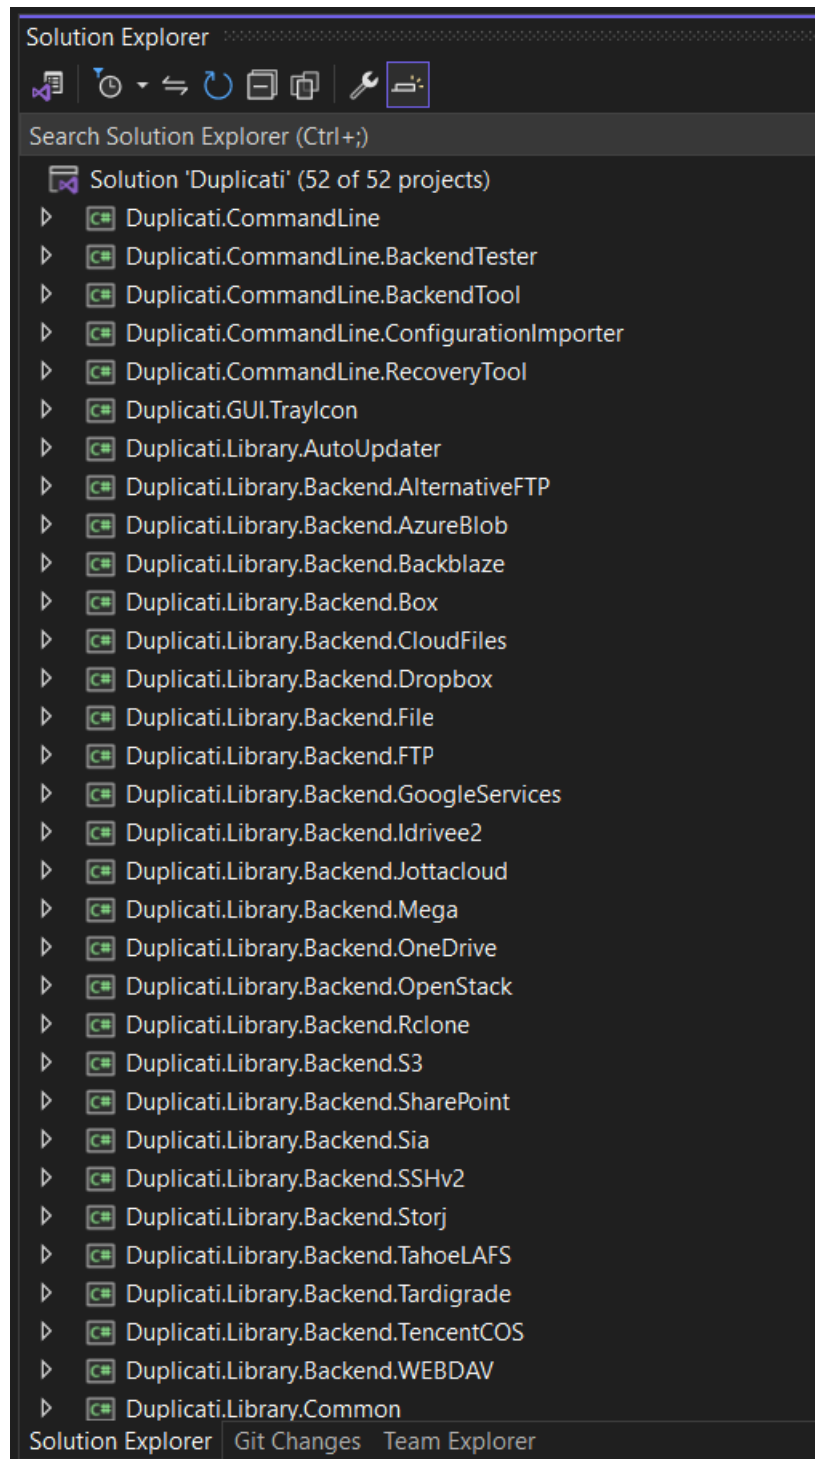 Solution Explorer
Search Solution Explorer (Ctrl+;)
Solution 'Duplicati' (52 of 52 projects)
C# Duplicati.CommandLine
C# Duplicati.CommandLine.BackendTester
C# Duplicati.CommandLine.BackendTool
C# Duplicati.CommandLine.ConfigurationImporter
C# Duplicati.CommandLine.RecoveryTool
C# Duplicati.GUI.TrayIcon
C# Duplicati.Library.AutoUpdater
C# Duplicati.Library.Backend.AlternativeFTP
C# Duplicati.Library.Backend.AzureBlob
C# Duplicati.Library.Backend.Backblaze
C# Duplicati.Library.Backend.Box
C# Duplicati.Library.Backend.CloudFiles
C# Duplicati.Library.Backend.Dropbox
C# Duplicati.Library.Backend.File
C# Duplicati.Library.Backend.FTP
C# Duplicati.Library.Backend.GoogleServices
C# Duplicati.Library.Backend.Idrivee2
C# Duplicati.Library.Backend.Jottacloud
C# Duplicati.Library.Backend.Mega
C# Duplicati.Library.Backend.OneDrive
C# Duplicati.Library.Backend.OpenStack
C# Duplicati.Library.Backend.Rclone
C# Duplicati.Library.Backend.S3
C# Duplicati.Library.Backend.SharePoint
C# Duplicati.Library.Backend.Sia
C# Duplicati.Library.Backend.SSHv2
C# Duplicati.Library.Backend.Storj
C# Duplicati.Library.Backend.TahoeLAFS
C# Duplicati.Library.Backend.Tardigrade
C# Duplicati.Library.Backend.TencentCOS
C# Duplicati.Library.Backend.WEBDAV
C# Duplicati.Library.Common
Solution Explorer Git Changes Team Explorer